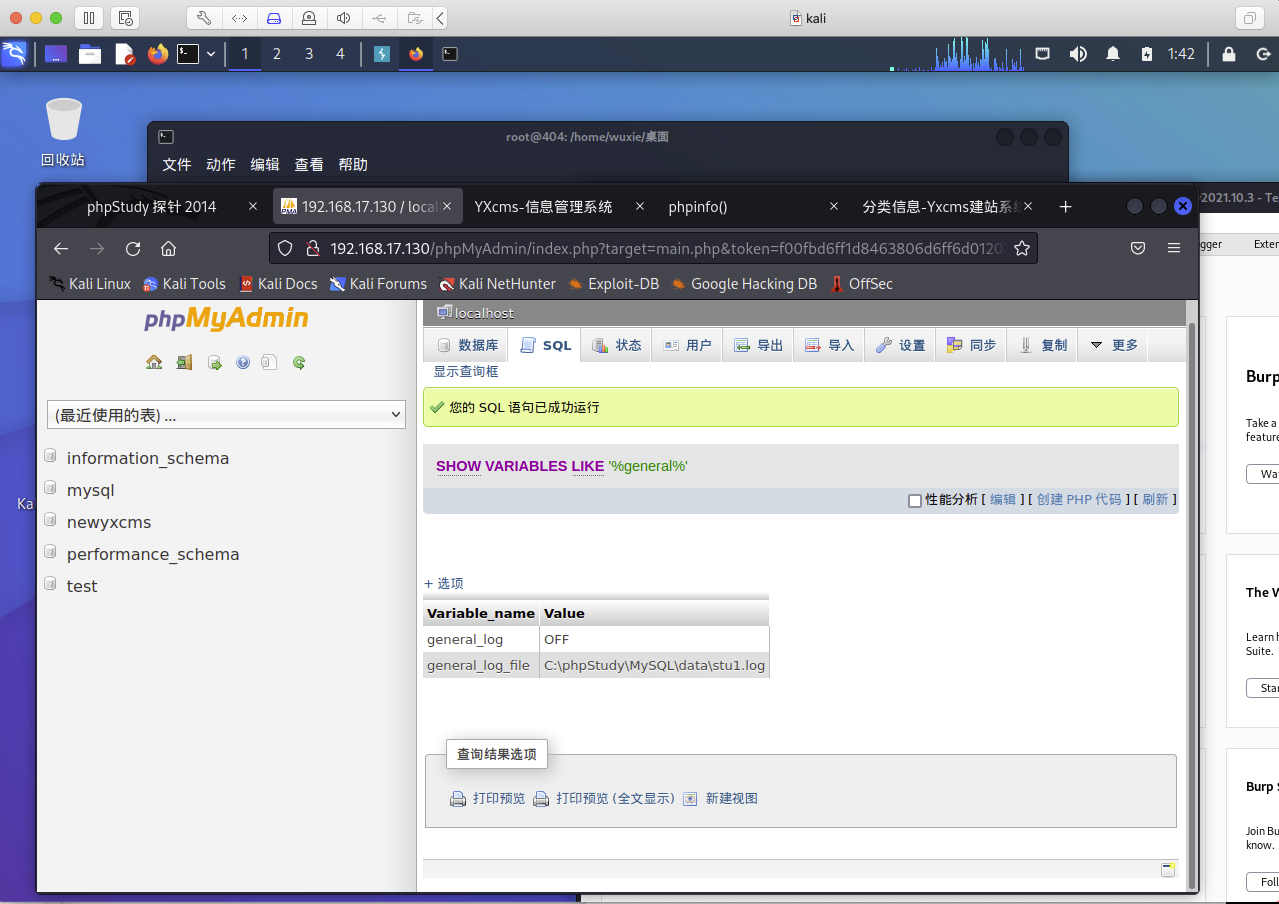 kali
1 2 3 4 1:42
回收站
root@404: /home/wuxie/桌面
文件 动作 编辑 查看 帮助
2021.10.3 - Te
phpStudy 探针 2014 192.168.17.130 / local YXcms-信息管理系统 phpinfo() 分类信息-Yxcms建站系统
192.168.17.130/phpMyAdmin/index.php?target=main.php&token=f00fbd6ff1d8463806d6ff6d0120
gger Exter
Kali Linux Kali Tools Kali Docs Kali Forums Kali NetHunter Exploit-DB Google Hacking DB OffSec
phpMyAdmin
(最近使用的表) ...
information_schema
mysql
newyxcms
performance_schema
test
Ka
localhost
数据库 SQL 状态 用户 导出 导入 设置 同步 复制 更多
显示查询框
您的 SQL 语句已成功运行
SHOW VARIABLES LIKE '%general%'
性能分析 [ 编辑 ] [ 创建 PHP 代码 ] [ 刷新 ]
+ 选项
Variable_name Value
general_log OFF
general_log_file C:\phpStudy\MySQL\data\stu1.log
查询结果选项
打印预览 打印预览 (全文显示) 新建视图
Burp
Take a
feature
Wa
The W
Learn h
Suite.
Star
Burp S
Join Bu
know.
Foll